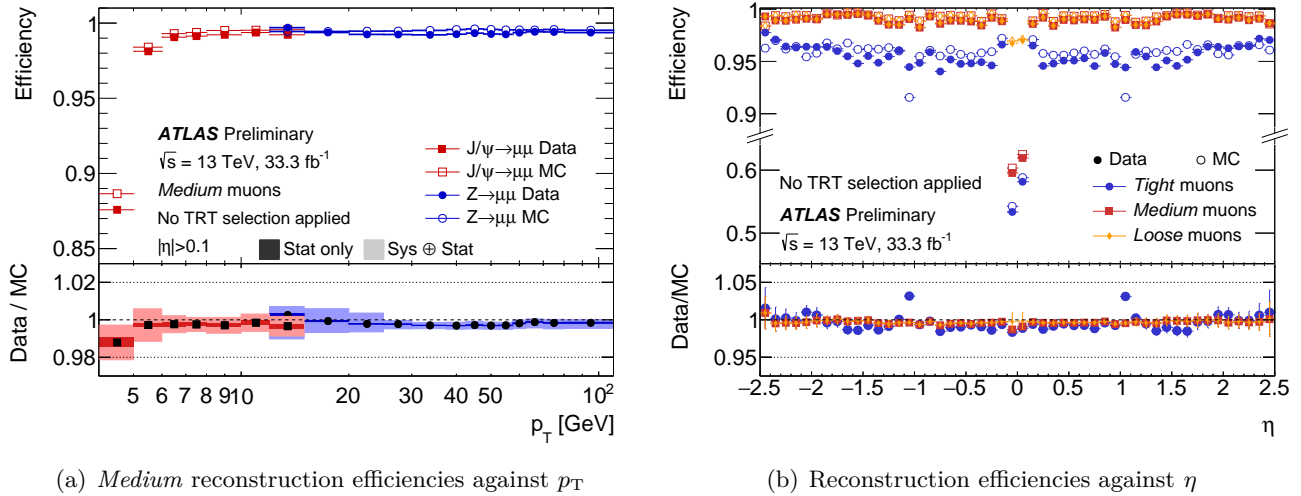 Efficiency
1
0.95
0.9
0.85
ATLAS Preliminary
√s = 13 TeV, 33.3 fb⁻¹
Medium muons
No TRT selection applied
|η|>0.1
J/ψ→μμ Data
J/ψ→μμ MC
Z→μμ Data
Z→μμ MC
Stat only
Sys ⊕ Stat
Data / MC
1.02
1
0.98
5 6 7 8 910 20 30 40 50 10²
p_T [GeV]
(a) Medium reconstruction efficiencies against p_T
Efficiency
1
0.95
0.9
0.6
0.5
No TRT selection applied
ATLAS Preliminary
√s = 13 TeV, 33.3 fb⁻¹
Data MC
Tight muons
Medium muons
Loose muons
Data/MC
1.05
1
0.95
−2.5 −2 −1.5 −1 −0.5 0 0.5 1 1.5 2 2.5
η
(b) Reconstruction efficiencies against η